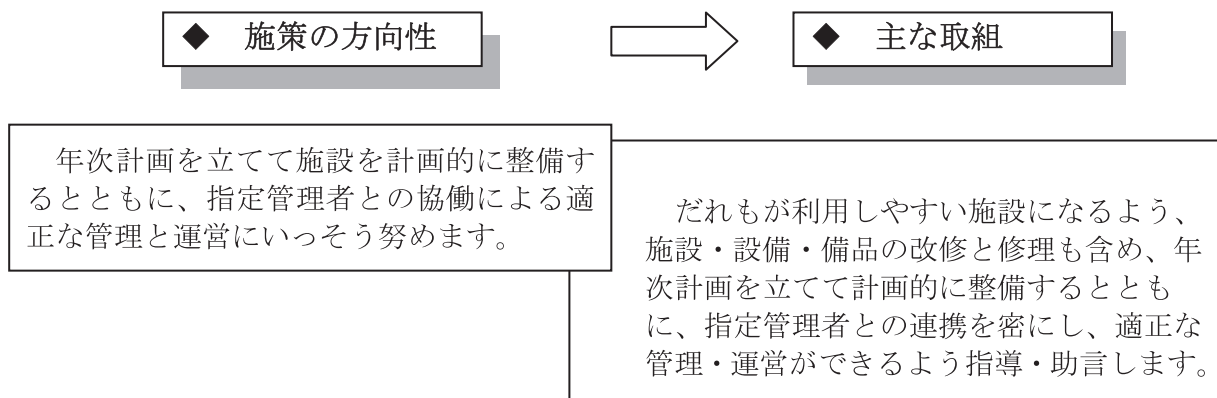 ◆ 施策の方向性
◆ 主な取組
年次計画を立てて施設を計画的に整備す
るとともに、指定管理者との協働による適
正な管理と運営にいっそう努めます。
だれもが利用しやすい施設になるよう、
施設・設備・備品の改修と修理も含め、年
次計画を立てて計画的に整備するととも
に、指定管理者との連携を密にし、適正な
管理・運営ができるよう指導・助言します。